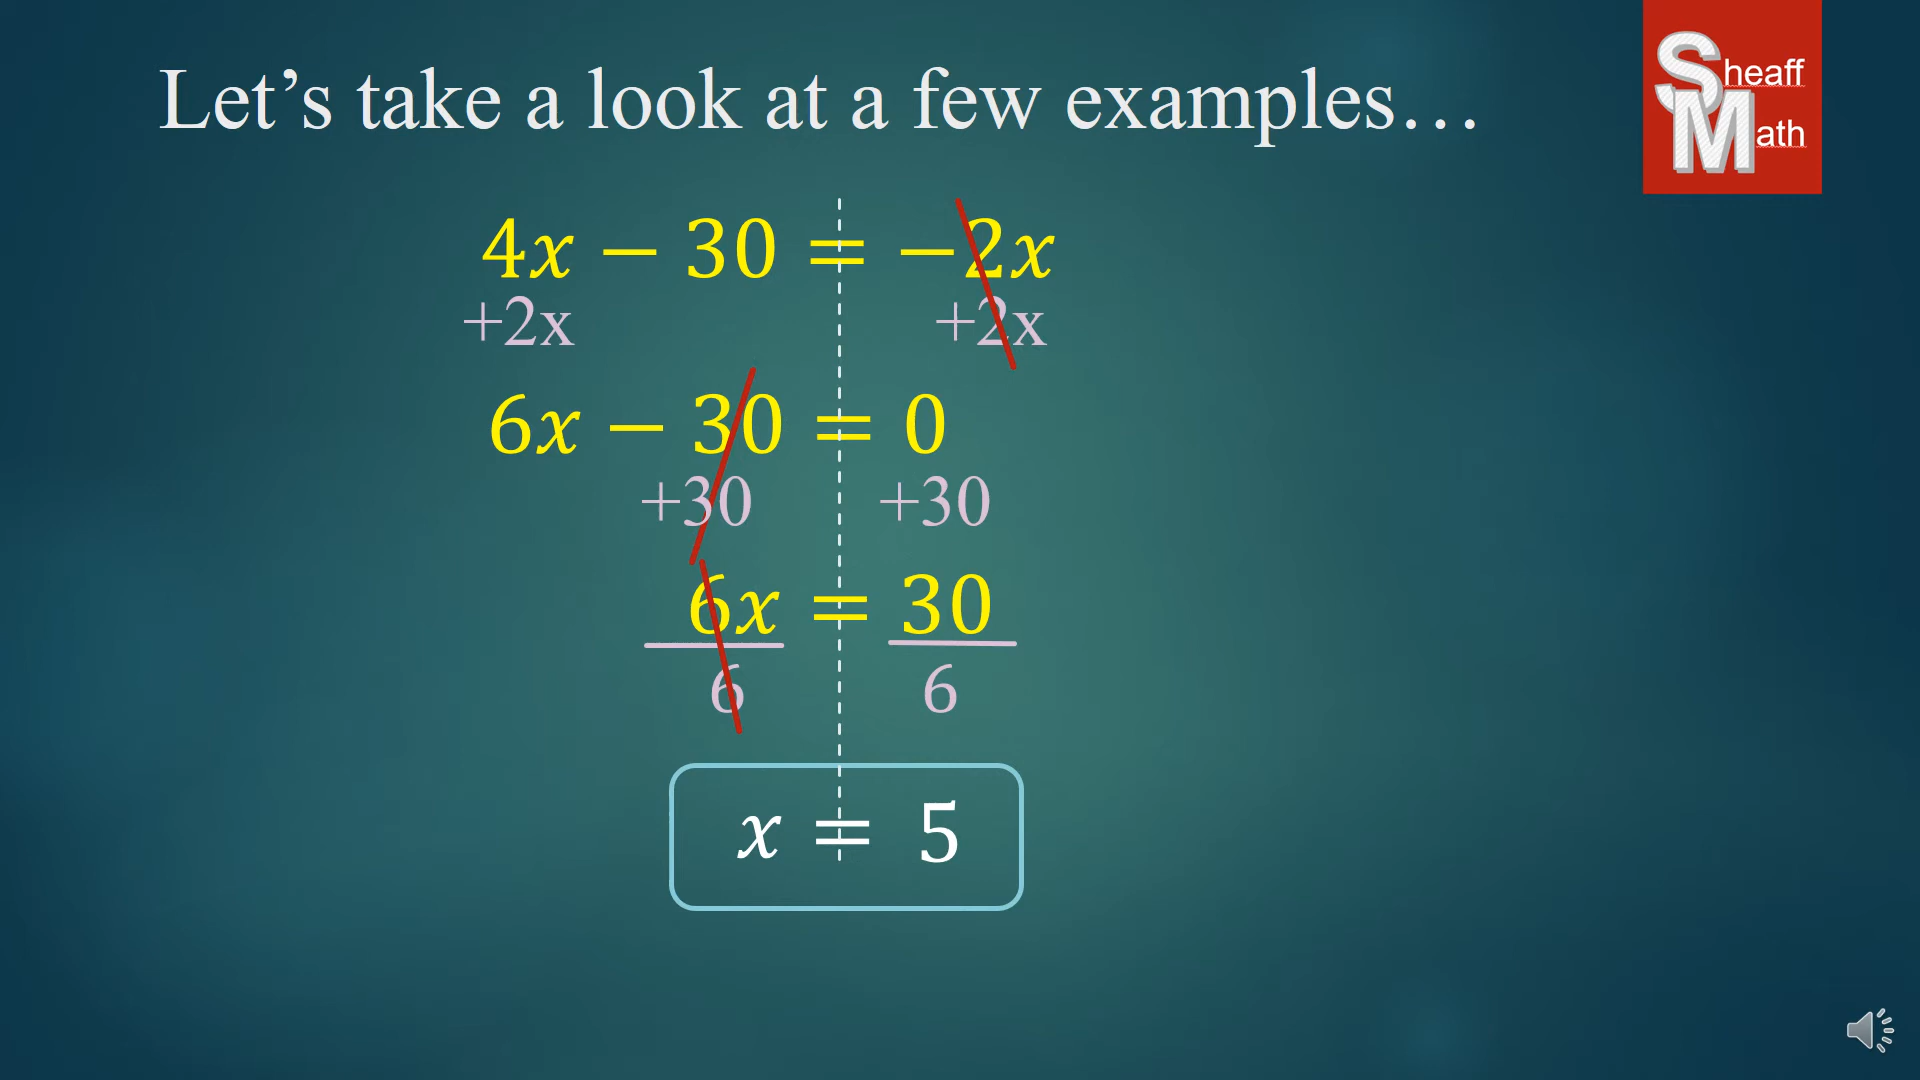 Let’s take a look at a few examples…
Sheaff
Math
4x − 30 = −2x
+2x +2x
6x − 30 = 0
+30 +30
6x = 30
6 6
x = 5